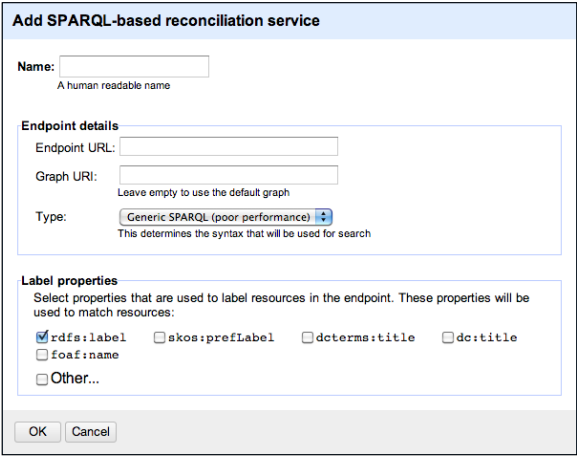 Add SPARQL-based reconciliation service
Name:
A human readable name
Endpoint details
Endpoint URL:
Graph URI:
Leave empty to use the default graph
Type: Generic SPARQL (poor performance)
This determines the syntax that will be used for search
Label properties
Select properties that are used to label resources in the endpoint. These properties will be
used to match resources:
rdfs:label skos:prefLabel dcterms:title dc:title
foaf:name
Other...
OK Cancel